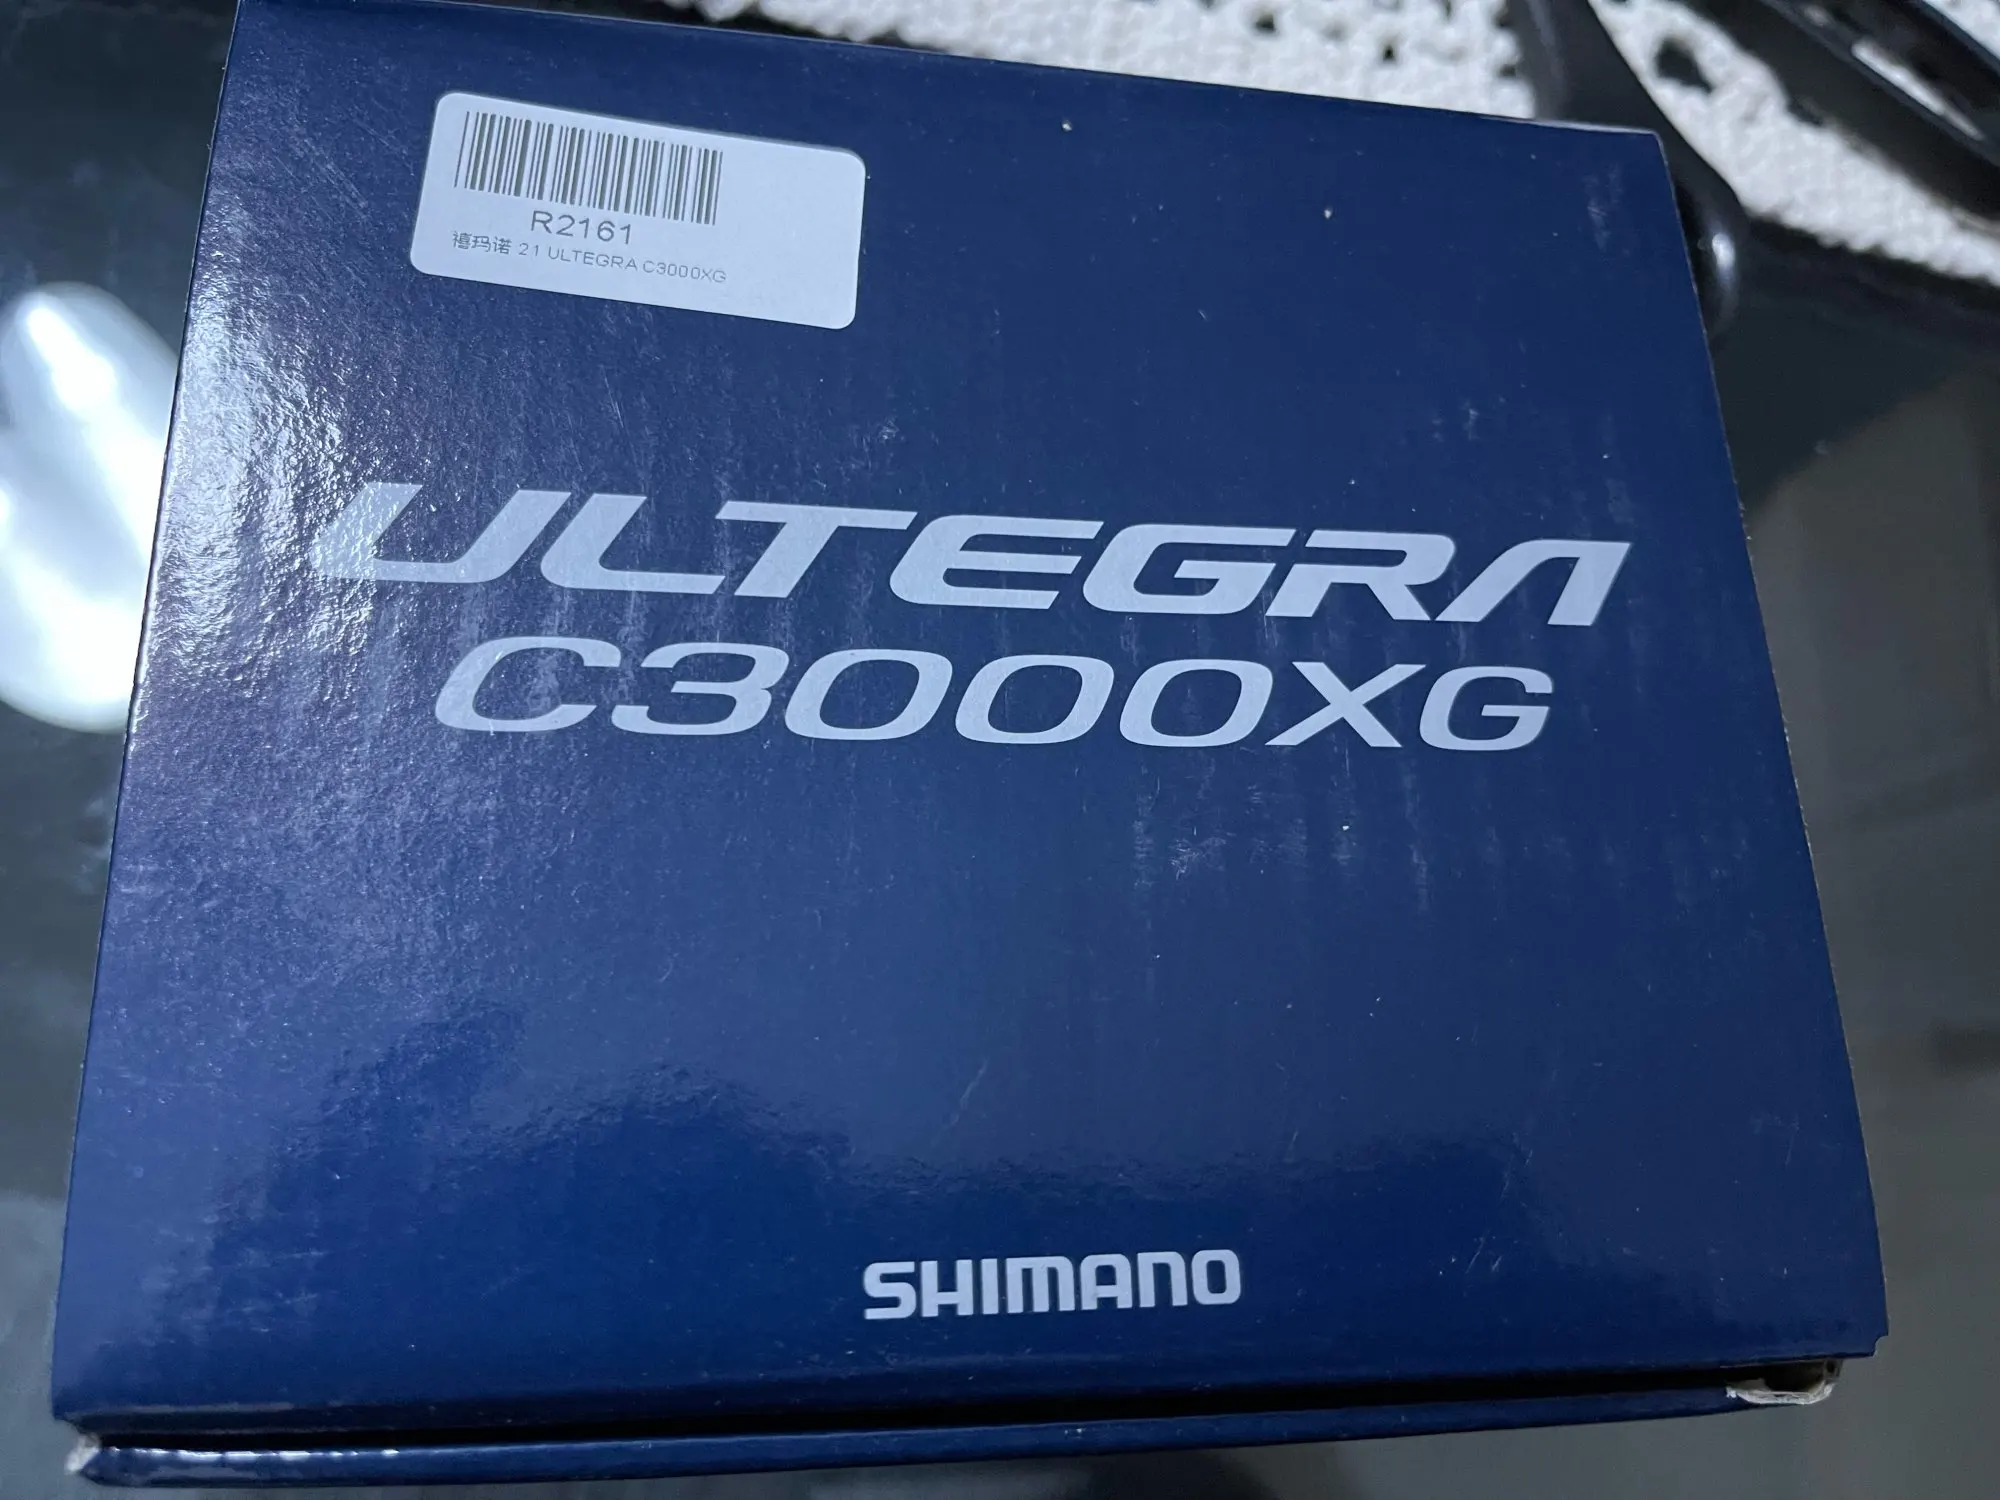 R2161
禧玛诺 21 ULTEGRA C3000XG
ULTEGRA
C3000XG
SHIMANO